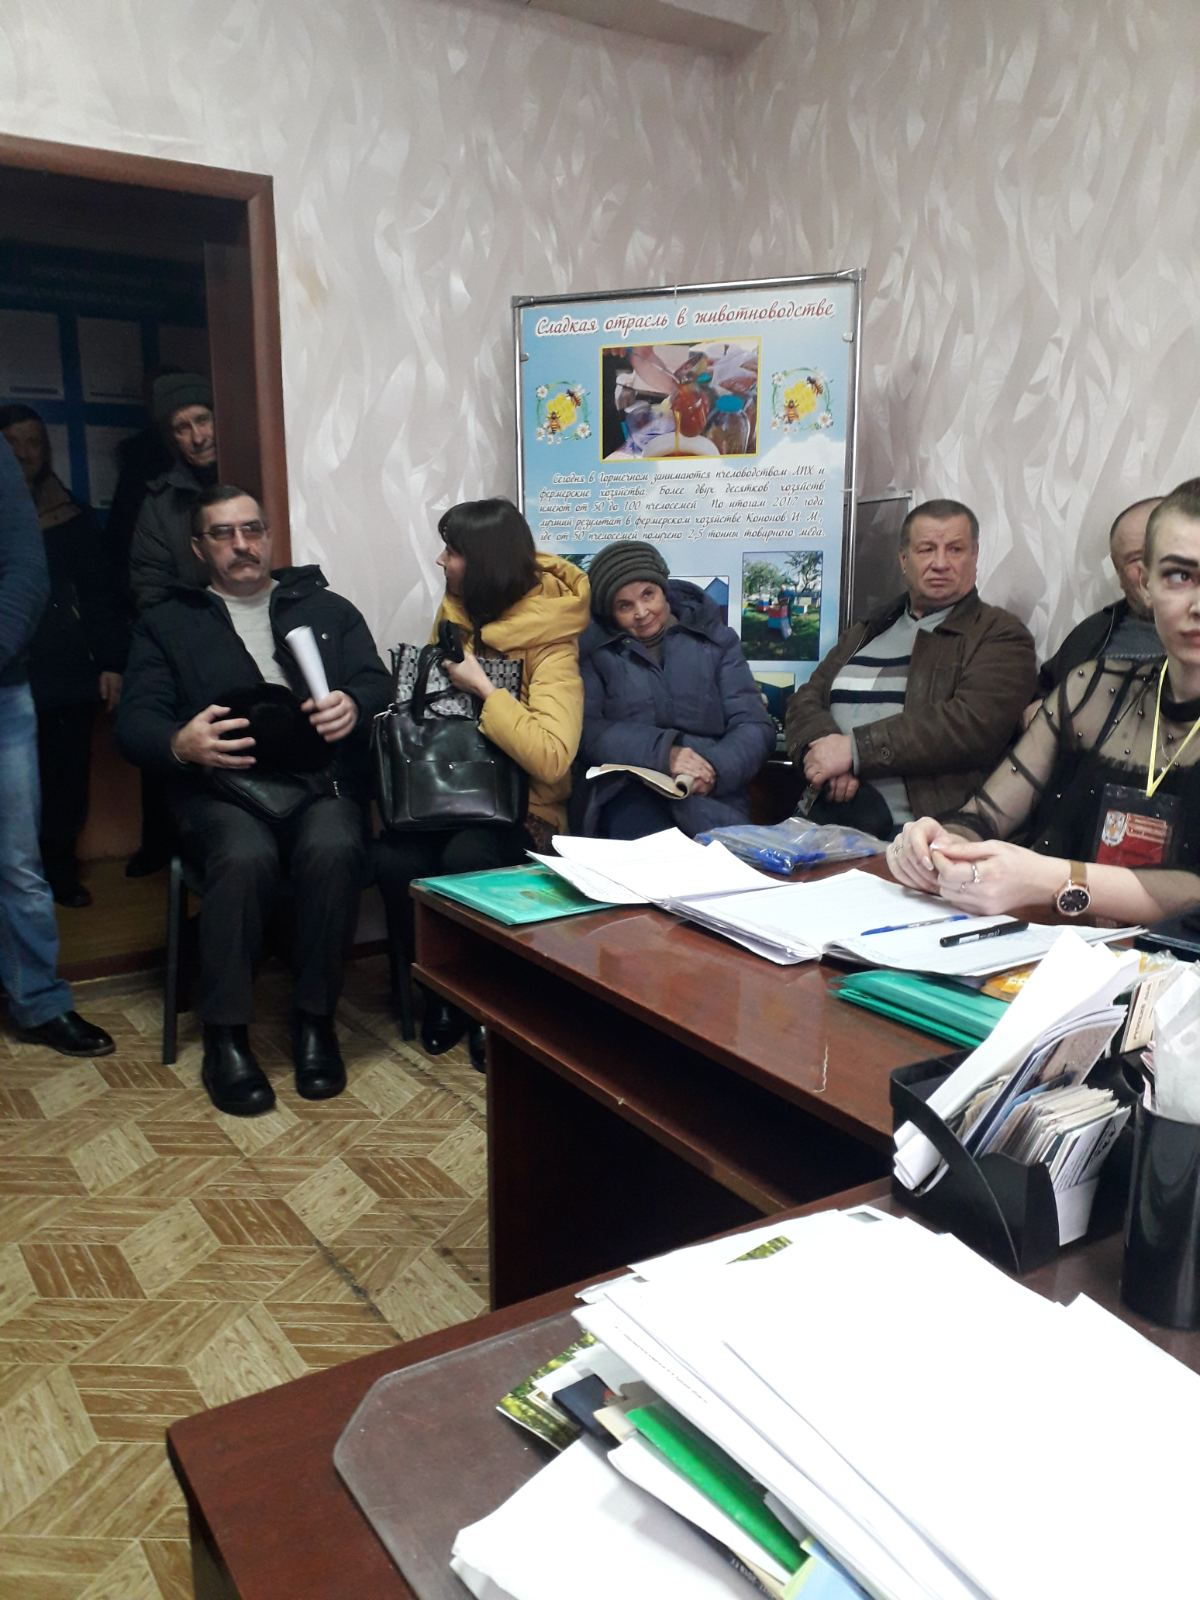 Сладкая отрасль в животноводстве
Сегодня в Горшечном занимаются пчеловодством ЛПХ и
фермерские хозяйства. Более двух десятков хозяйств
имеют от 50 до 100 пчелосемей. По итогам 2017 года
лучший результат в фермерском хозяйстве Кононов И. М.,
где от 50 пчелосемей получено 2,5 тонны товарного меда.